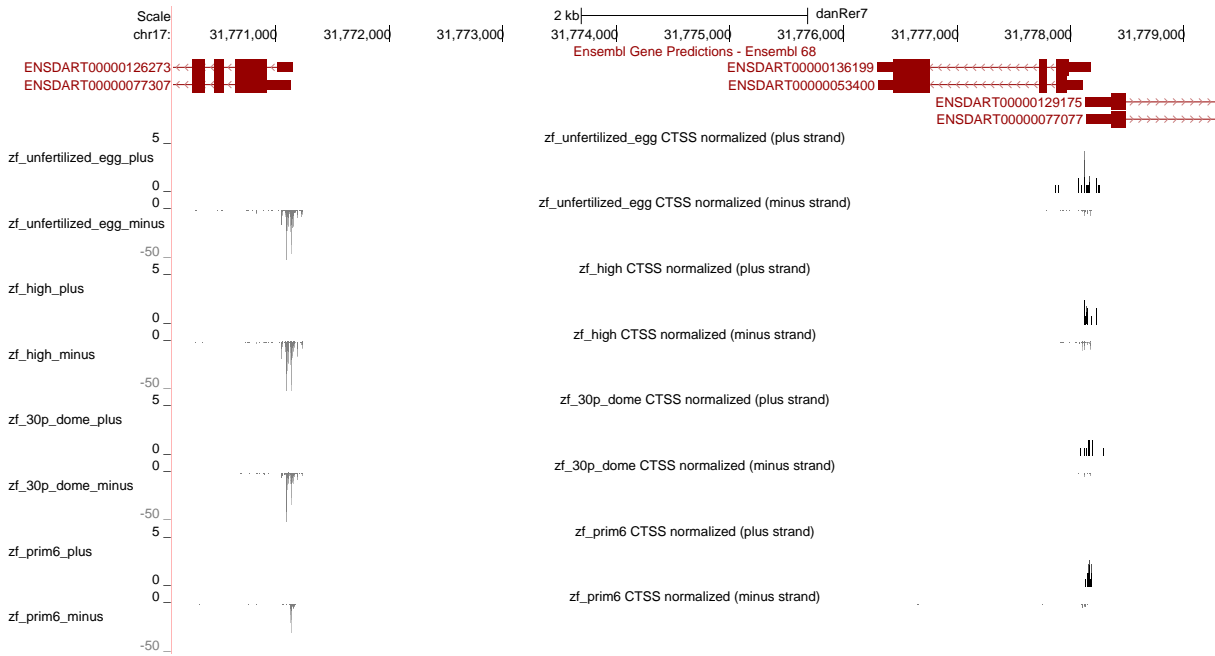 Scale 2 kb danRer7
chr17: 31,771,000 31,772,000 31,773,000 31,774,000 31,775,000 31,776,000 31,777,000 31,778,000 31,779,000
Ensembl Gene Predictions - Ensembl 68
ENSDART00000126273 ENSDART00000136199
ENSDART00000077307 ENSDART00000053400
ENSDART00000129175
ENSDART00000077077
zf_unfertilized_egg CTSS normalized (plus strand)
5
zf_unfertilized_egg_plus
0
zf_unfertilized_egg CTSS normalized (minus strand)
0
zf_unfertilized_egg_minus
-50
zf_high CTSS normalized (plus strand)
5
zf_high_plus
0
zf_high CTSS normalized (minus strand)
0
zf_high_minus
-50
zf_30p_dome CTSS normalized (plus strand)
5
zf_30p_dome_plus
0
zf_30p_dome CTSS normalized (minus strand)
0
zf_30p_dome_minus
-50
zf_prim6 CTSS normalized (plus strand)
5
zf_prim6_plus
0
zf_prim6 CTSS normalized (minus strand)
0
zf_prim6_minus
-50